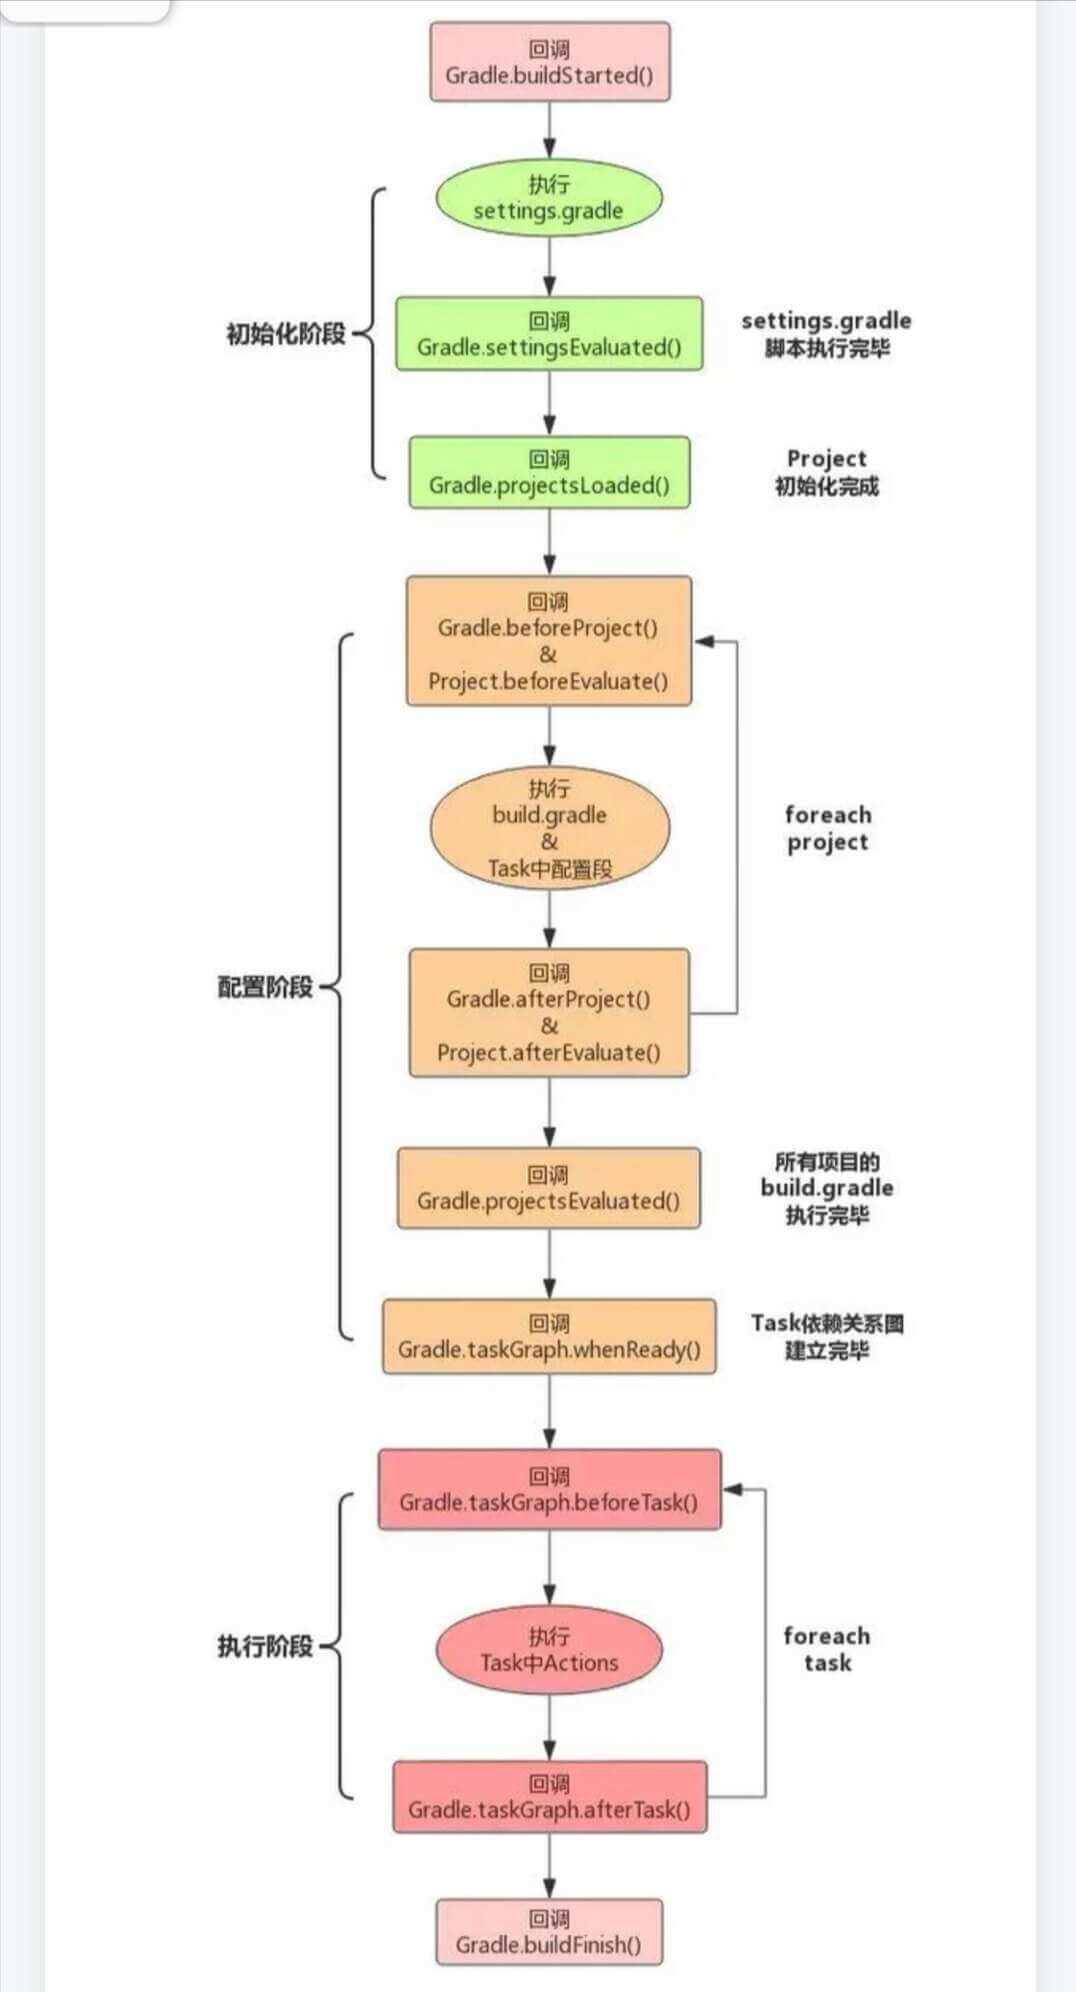 回调
Gradle.buildStarted()
执行
settings.gradle
初始化阶段
回调
Gradle.settingsEvaluated()
settings.gradle
脚本执行完毕
回调
Gradle.projectsLoaded()
Project
初始化完成
回调
Gradle.beforeProject()
&
Project.beforeEvaluate()
执行
build.gradle
&
Task中配置段
foreach
project
配置阶段
回调
Gradle.afterProject()
&
Project.afterEvaluate()
回调
Gradle.projectsEvaluated()
所有项目的
build.gradle
执行完毕
回调
Gradle.taskGraph.whenReady()
Task依赖关系图
建立完毕
回调
Gradle.taskGraph.beforeTask()
执行阶段
执行
Task中Actions
foreach
task
回调
Gradle.taskGraph.afterTask()
回调
Gradle.buildFinish()